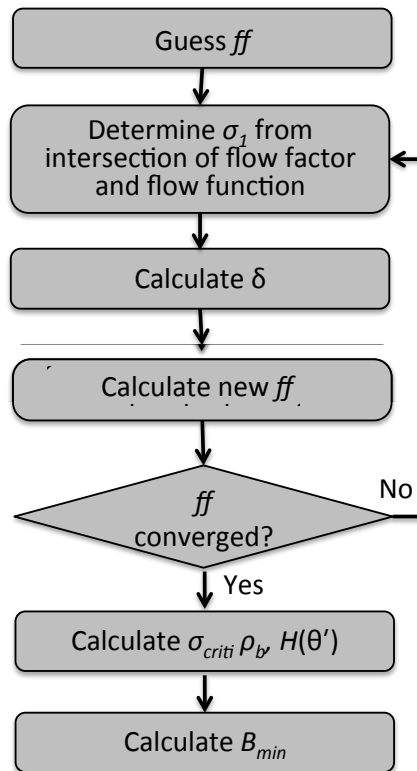 Guess ff
Determine σ1 from
intersection of flow factor
and flow function
Calculate δ
Calculate new ff
ff
converged?
No
Yes
Calculate σcriti ρb, H(θ’)
Calculate Bmin